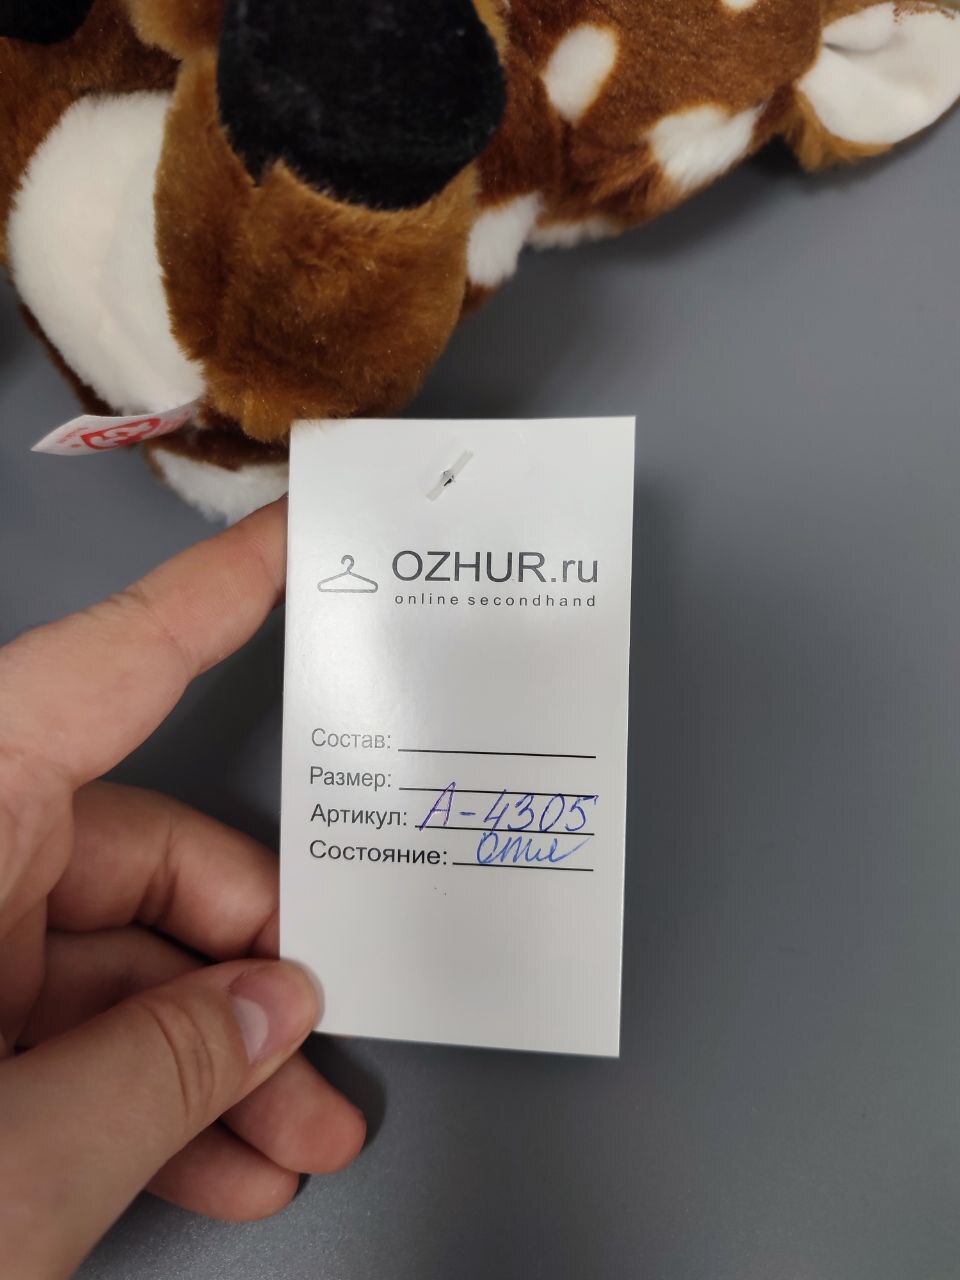 OZHUR.ru
online secondhand
Состав:
Размер:
Артикул: А-4305
Состояние: отл